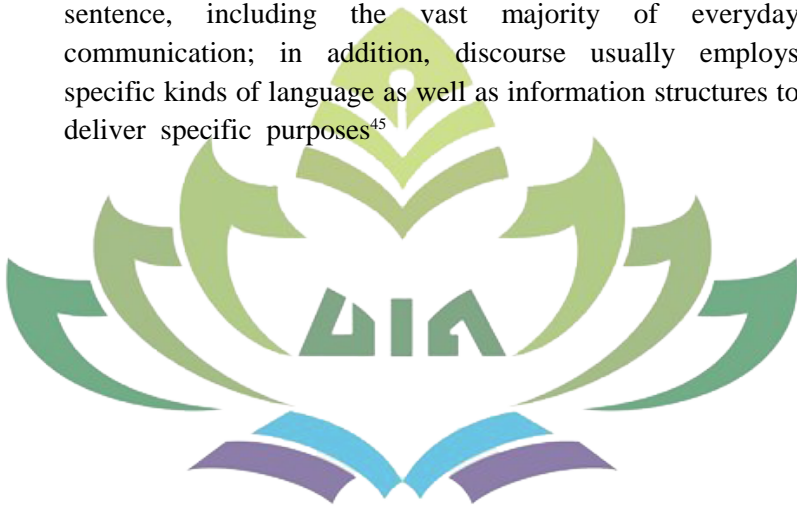 sentence, including the vast majority of everyday
communication; in addition, discourse usually employs
specific kinds of language as well as information structures to
deliver specific purposes⁴⁵
UIN